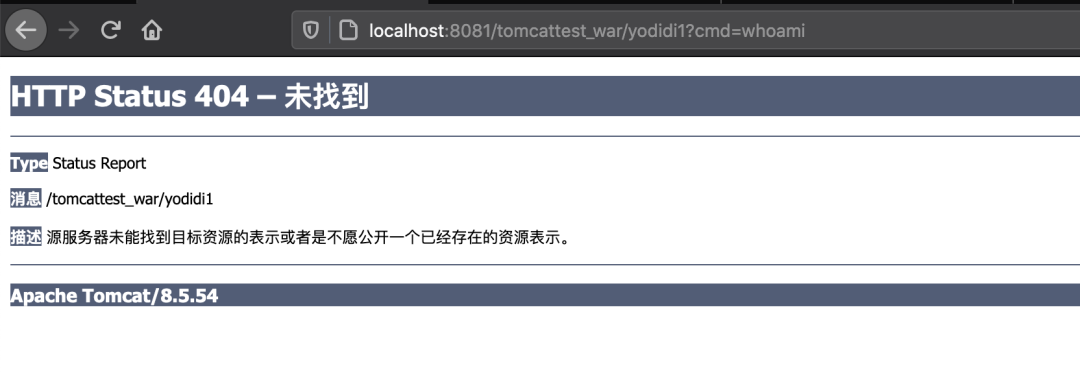 localhost:8081/tomcattest_war/yodidi1?cmd=whoami
HTTP Status 404 – 未找到
Type Status Report
消息 /tomcattest_war/yodidi1
描述 源服务器未能找到目标资源的表示或者是不愿公开一个已经存在的资源表示。
Apache Tomcat/8.5.54